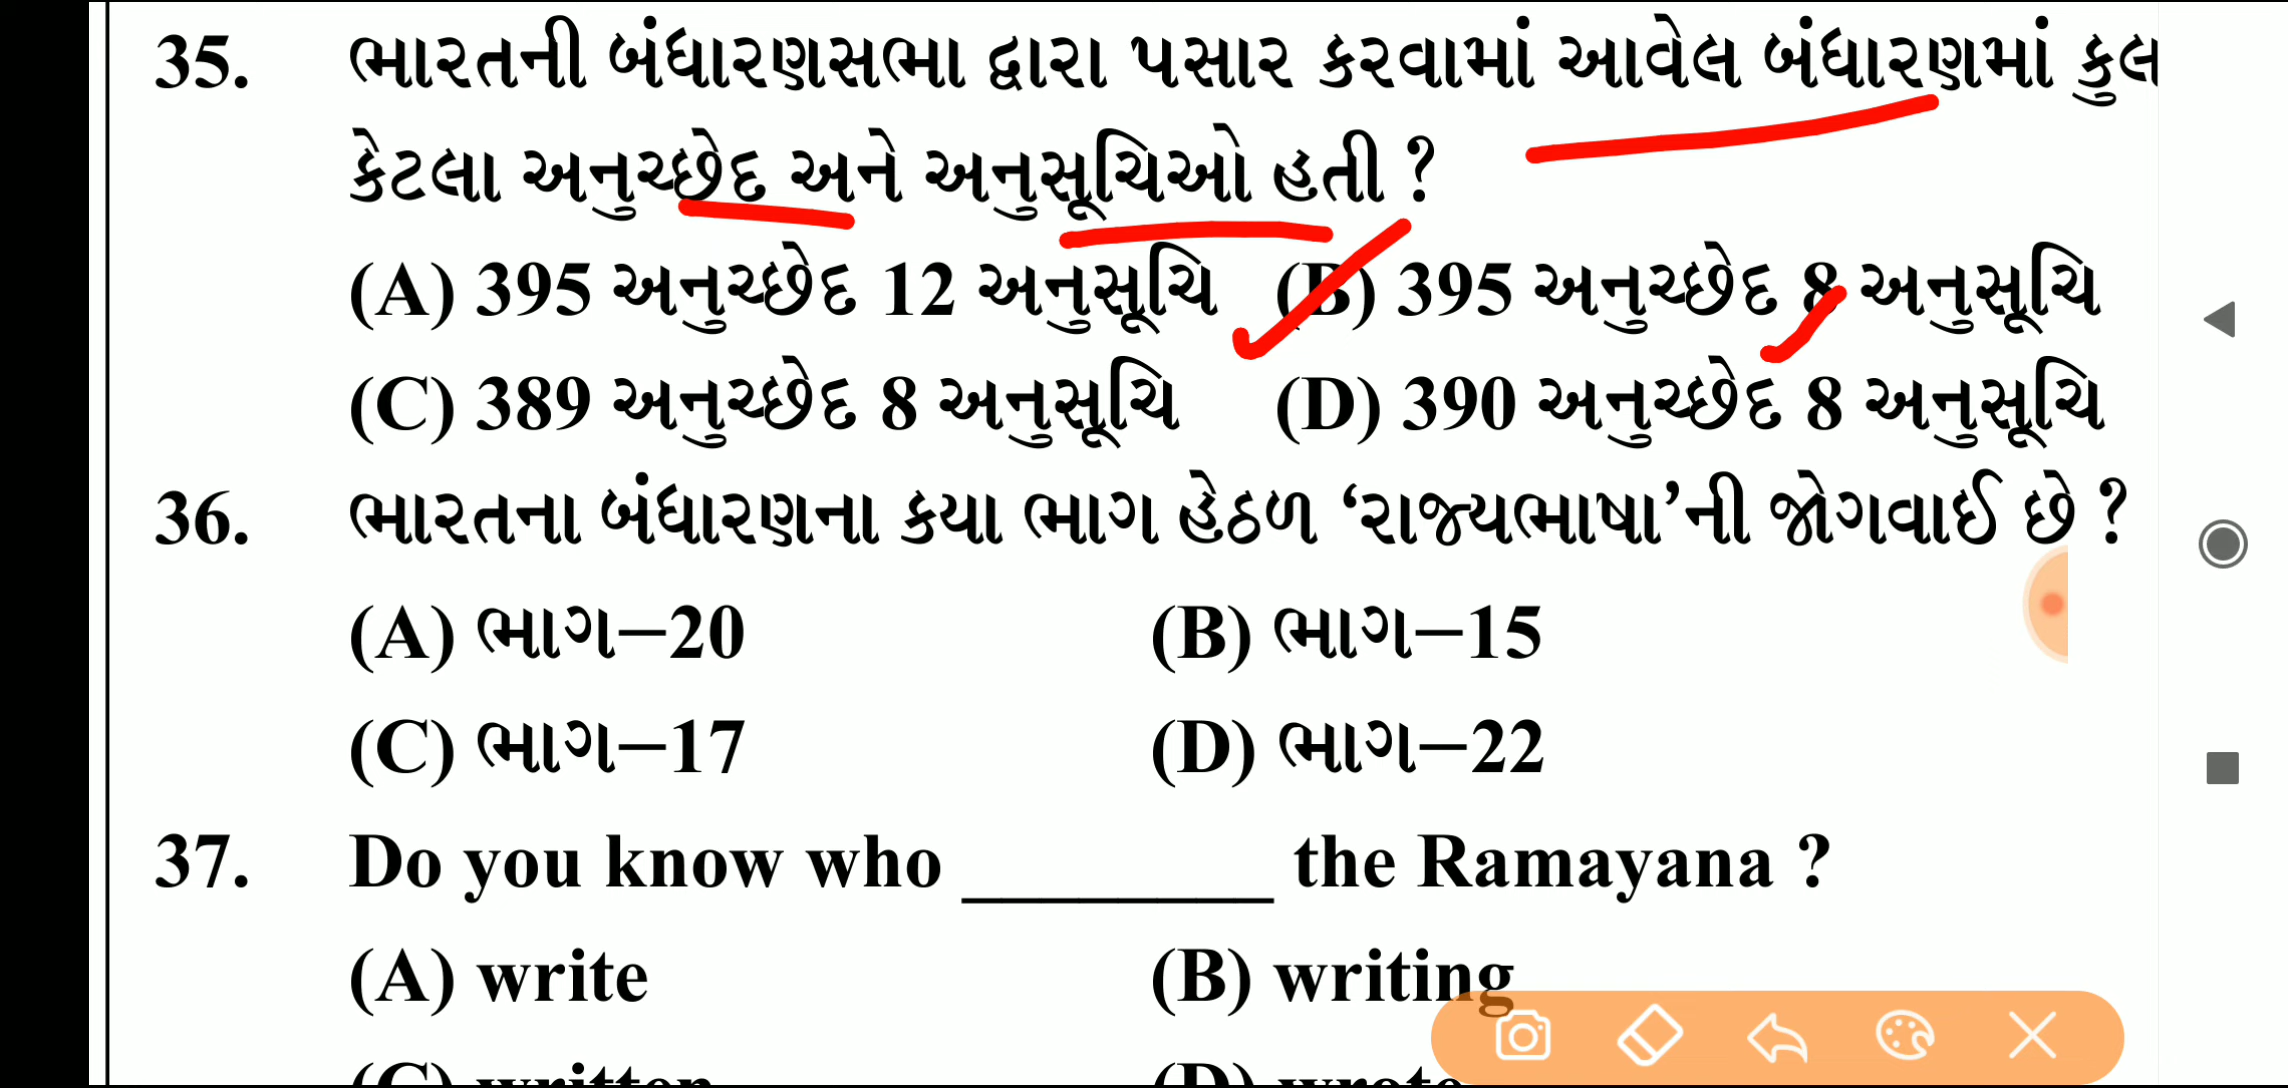 35. ભારતની બંધારણસભા દ્વારા પસાર કરવામાં આવેલ બંધારણમાં કુલ
કેટલા અનુચ્છેદ અને અનુસૂચિઓ હતી ?
(A) 395 અનુચ્છેદ 12 અનુસૂચિ (B) 395 અનુચ્છેદ 8 અનુસૂચિ
(C) 389 અનુચ્છેદ 8 અનુસૂચિ (D) 390 અનુચ્છેદ 8 અનુસૂચિ
36. ભારતના બંધારણના કયા ભાગ હેઠળ ‘રાજ્યભાષા’ની જોગવાઈ છે ?
(A) ભાગ–20 (B) ભાગ–15
(C) ભાગ–17 (D) ભાગ–22
37. Do you know who ________ the Ramayana ?
(A) write (B) writing
(C) written (D) wrote